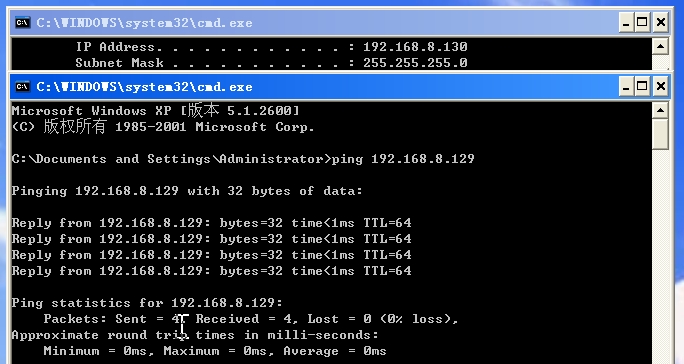 C:\WINDOWS\system32\cmd.exe
IP Address. . . . . . . . . . . . : 192.168.8.130
Subnet Mask . . . . . . . . . . . : 255.255.255.0
C:\WINDOWS\system32\cmd.exe
Microsoft Windows XP [版本 5.1.2600]
(C) 版权所有 1985-2001 Microsoft Corp.
C:\Documents and Settings\Administrator>ping 192.168.8.129
Pinging 192.168.8.129 with 32 bytes of data:
Reply from 192.168.8.129: bytes=32 time<1ms TTL=64
Reply from 192.168.8.129: bytes=32 time<1ms TTL=64
Reply from 192.168.8.129: bytes=32 time<1ms TTL=64
Reply from 192.168.8.129: bytes=32 time<1ms TTL=64
Ping statistics for 192.168.8.129:
Packets: Sent = 4, Received = 4, Lost = 0 (0% loss),
Approximate round trip times in milli-seconds:
Minimum = 0ms, Maximum = 0ms, Average = 0ms